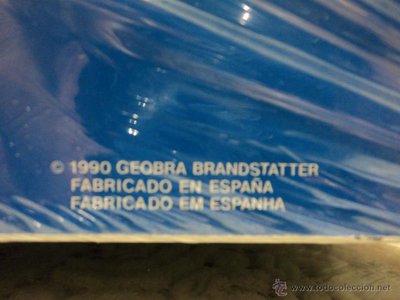 © 1990 GEOBRA BRANDSTATTER
FABRICADO EN ESPAÑA
FABRICADO EM ESPANHA
© www.todocoleccion.net